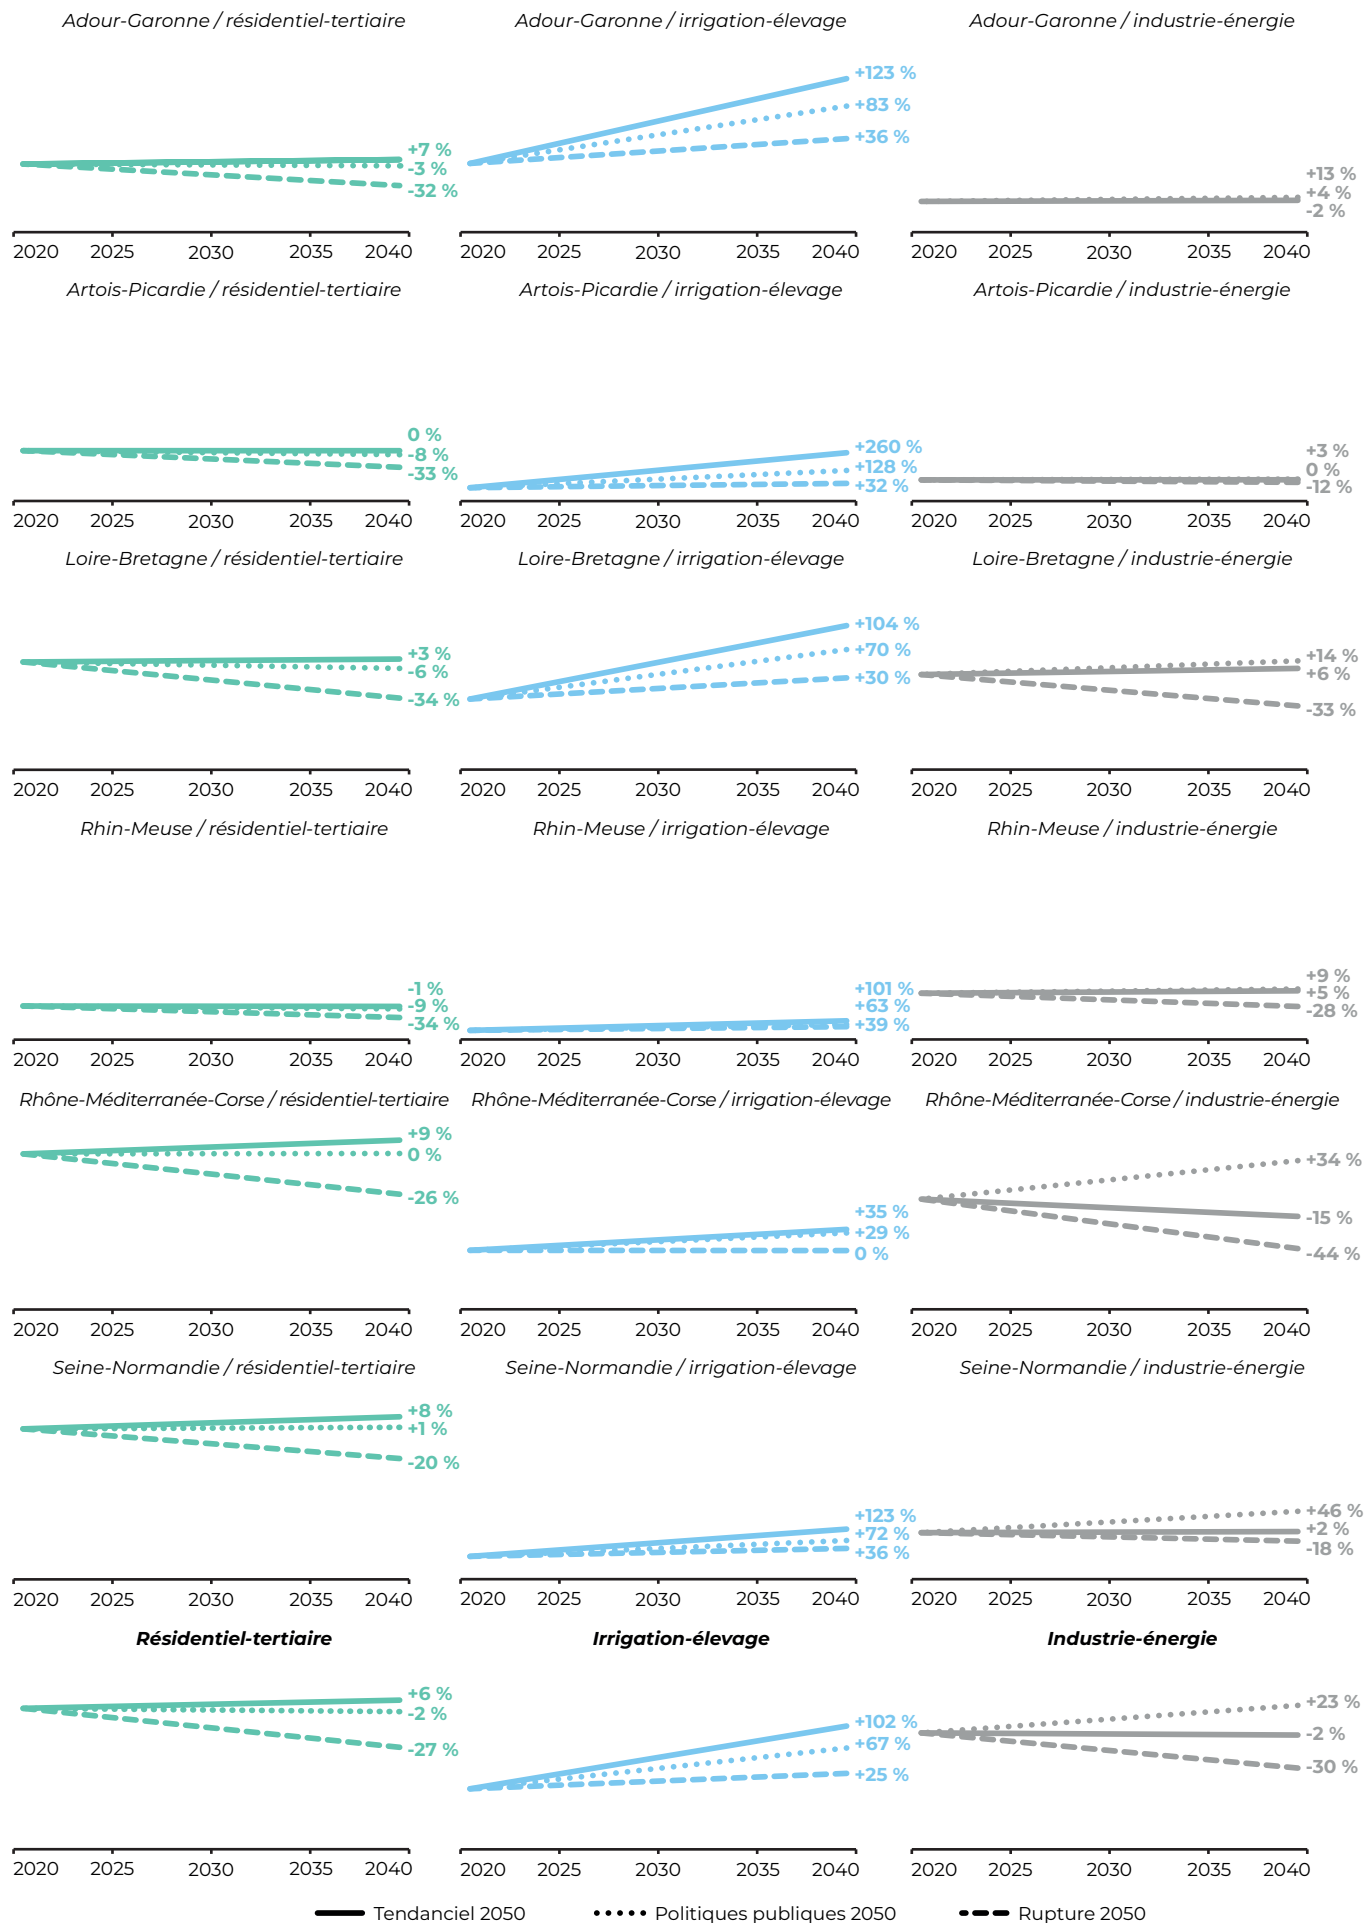 Adour-Garonne / résidentiel-tertiaire
Adour-Garonne / irrigation-élevage
Adour-Garonne / industrie-énergie
+7 %
-3 %
-32 %
+123 %
+83 %
+36 %
+13 %
+4 %
-2 %
2020 2025 2030 2035 2040
2020 2025 2030 2035 2040
2020 2025 2030 2035 2040
Artois-Picardie / résidentiel-tertiaire
Artois-Picardie / irrigation-élevage
Artois-Picardie / industrie-énergie
0 %
-8 %
-33 %
+260 %
+128 %
+32 %
+3 %
0 %
-12 %
2020 2025 2030 2035 2040
2020 2025 2030 2035 2040
2020 2025 2030 2035 2040
Loire-Bretagne / résidentiel-tertiaire
Loire-Bretagne / irrigation-élevage
Loire-Bretagne / industrie-énergie
+3 %
-6 %
-34 %
+104 %
+70 %
+30 %
+14 %
+6 %
-33 %
2020 2025 2030 2035 2040
2020 2025 2030 2035 2040
2020 2025 2030 2035 2040
Rhin-Meuse / résidentiel-tertiaire
Rhin-Meuse / irrigation-élevage
Rhin-Meuse / industrie-énergie
-1 %
-9 %
-34 %
+101 %
+63 %
+39 %
+9 %
+5 %
-28 %
2020 2025 2030 2035 2040
2020 2025 2030 2035 2040
2020 2025 2030 2035 2040
Rhône-Méditerranée-Corse / résidentiel-tertiaire
Rhône-Méditerranée-Corse / irrigation-élevage
Rhône-Méditerranée-Corse / industrie-énergie
+9 %
0 %
-26 %
+35 %
+29 %
0 %
+34 %
-15 %
-44 %
2020 2025 2030 2035 2040
2020 2025 2030 2035 2040
2020 2025 2030 2035 2040
Seine-Normandie / résidentiel-tertiaire
Seine-Normandie / irrigation-élevage
Seine-Normandie / industrie-énergie
+8 %
+1 %
-20 %
+123 %
+72 %
+36 %
+46 %
+2 %
-18 %
2020 2025 2030 2035 2040
2020 2025 2030 2035 2040
2020 2025 2030 2035 2040
Résidentiel-tertiaire
Irrigation-élevage
Industrie-énergie
+6 %
-2 %
-27 %
+102 %
+67 %
+25 %
+23 %
-2 %
-30 %
2020 2025 2030 2035 2040
2020 2025 2030 2035 2040
2020 2025 2030 2035 2040
Tendanciel 2050
Politiques publiques 2050
Rupture 2050